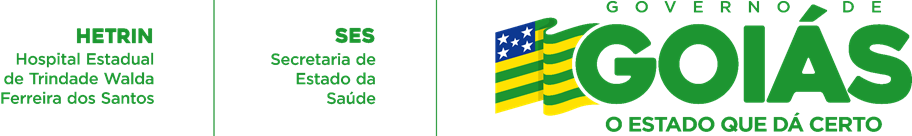 HETRIN
Hospital Estadual
de Trindade Walda
Ferreira dos Santos
SES
Secretaria de
Estado da
Saúde
GOVERNO DE
GOIÁS
O ESTADO QUE DÁ CERTO